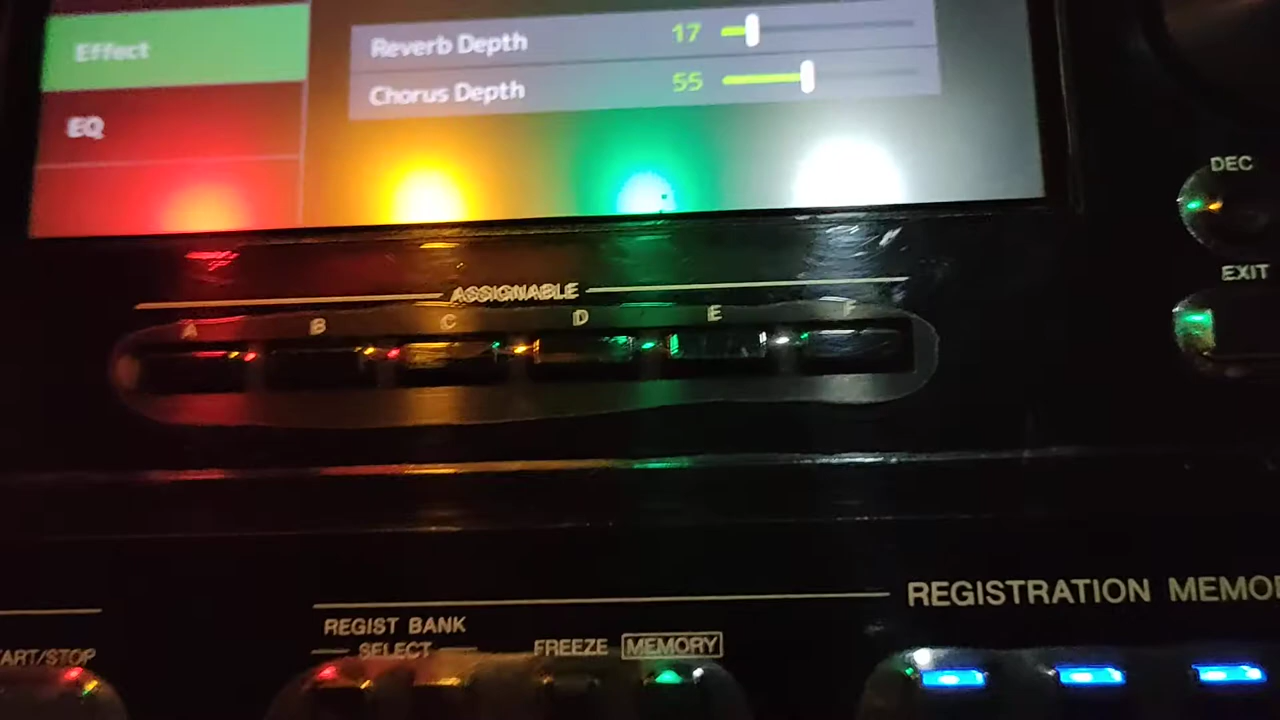 Effect
Reverb Depth 17
Chorus Depth 55
EQ
DEC
EXIT
ASSIGNABLE
A B C D E F
REGISTRATION MEMO
REGIST BANK
SELECT
FREEZE MEMORY
ART/STOP